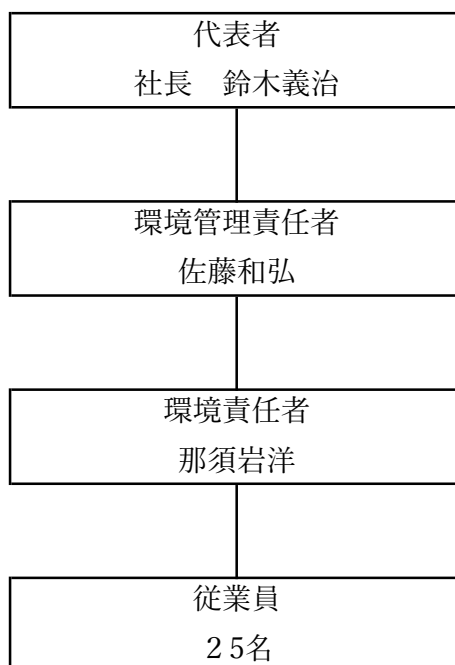 代表者
社長　鈴木義治
環境管理責任者
佐藤和弘
環境責任者
那須岩洋
従業員
２５名